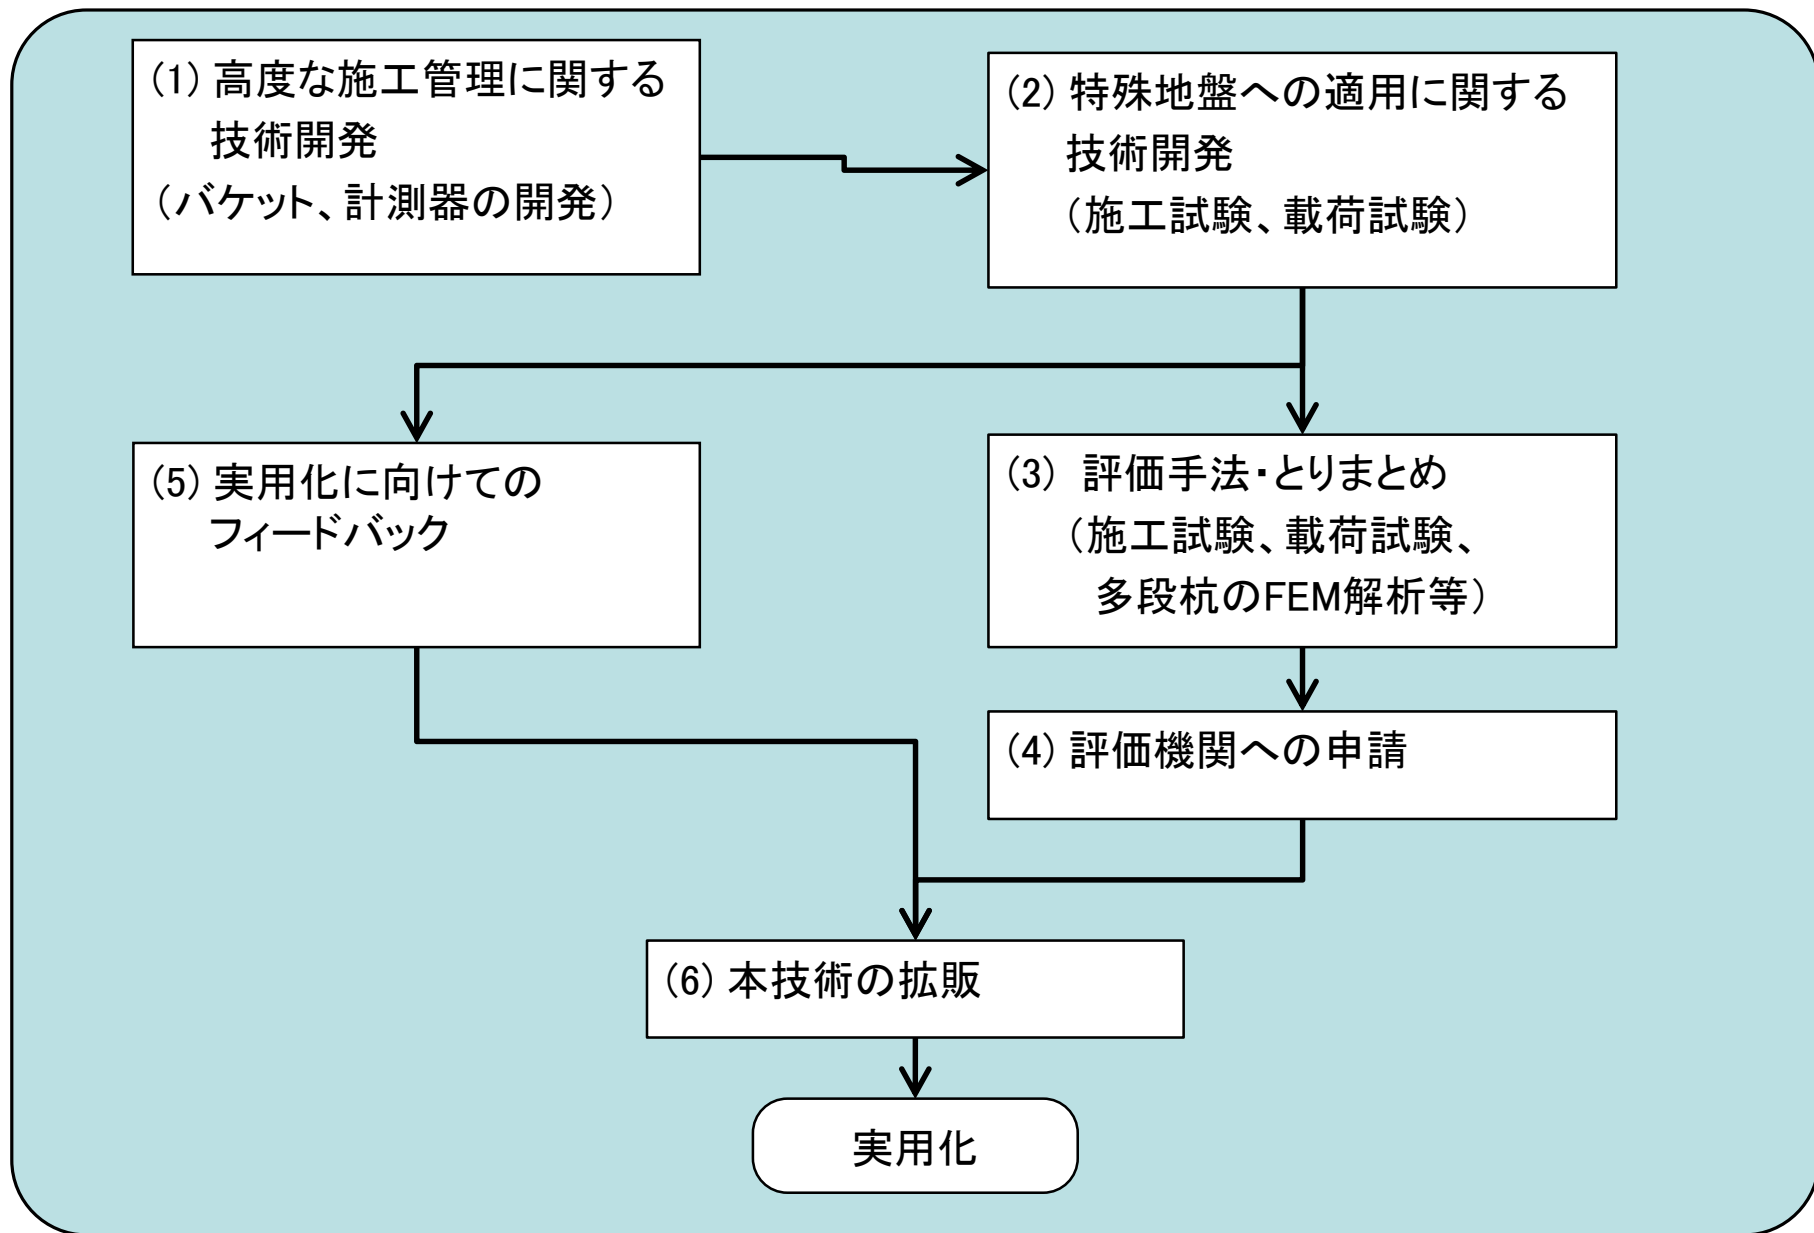 (1) 高度な施工管理に関する
技術開発
（バケット、計測器の開発）
(2) 特殊地盤への適用に関する
技術開発
（施工試験、載荷試験）
(5) 実用化に向けての
フィードバック
(3) 評価手法・とりまとめ
（施工試験、載荷試験、
多段杭のFEM解析等）
(4) 評価機関への申請
(6) 本技術の拡販
実用化